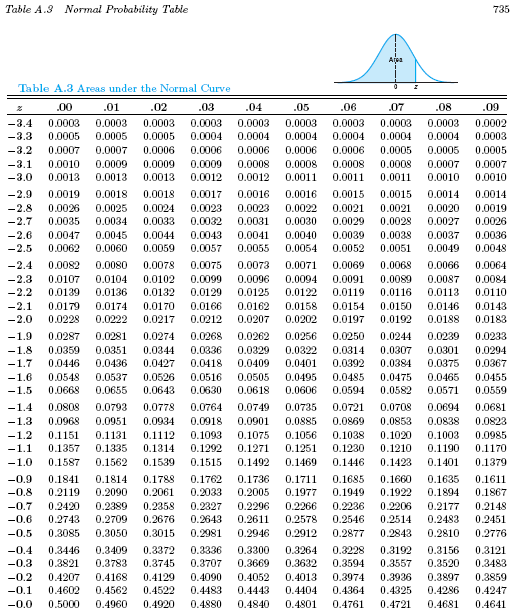 Table A.3 Normal Probability Table 735
Area
0 z
Table A.3 Areas under the Normal Curve
z .00 .01 .02 .03 .04 .05 .06 .07 .08 .09
−3.4 0.0003 0.0003 0.0003 0.0003 0.0003 0.0003 0.0003 0.0003 0.0003 0.0002
−3.3 0.0005 0.0005 0.0005 0.0004 0.0004 0.0004 0.0004 0.0004 0.0004 0.0003
−3.2 0.0007 0.0007 0.0006 0.0006 0.0006 0.0006 0.0006 0.0005 0.0005 0.0005
−3.1 0.0010 0.0009 0.0009 0.0009 0.0008 0.0008 0.0008 0.0008 0.0007 0.0007
−3.0 0.0013 0.0013 0.0013 0.0012 0.0012 0.0011 0.0011 0.0011 0.0010 0.0010
−2.9 0.0019 0.0018 0.0018 0.0017 0.0016 0.0016 0.0015 0.0015 0.0014 0.0014
−2.8 0.0026 0.0025 0.0024 0.0023 0.0023 0.0022 0.0021 0.0021 0.0020 0.0019
−2.7 0.0035 0.0034 0.0033 0.0032 0.0031 0.0030 0.0029 0.0028 0.0027 0.0026
−2.6 0.0047 0.0045 0.0044 0.0043 0.0041 0.0040 0.0039 0.0038 0.0037 0.0036
−2.5 0.0062 0.0060 0.0059 0.0057 0.0055 0.0054 0.0052 0.0051 0.0049 0.0048
−2.4 0.0082 0.0080 0.0078 0.0075 0.0073 0.0071 0.0069 0.0068 0.0066 0.0064
−2.3 0.0107 0.0104 0.0102 0.0099 0.0096 0.0094 0.0091 0.0089 0.0087 0.0084
−2.2 0.0139 0.0136 0.0132 0.0129 0.0125 0.0122 0.0119 0.0116 0.0113 0.0110
−2.1 0.0179 0.0174 0.0170 0.0166 0.0162 0.0158 0.0154 0.0150 0.0146 0.0143
−2.0 0.0228 0.0222 0.0217 0.0212 0.0207 0.0202 0.0197 0.0192 0.0188 0.0183
−1.9 0.0287 0.0281 0.0274 0.0268 0.0262 0.0256 0.0250 0.0244 0.0239 0.0233
−1.8 0.0359 0.0351 0.0344 0.0336 0.0329 0.0322 0.0314 0.0307 0.0301 0.0294
−1.7 0.0446 0.0436 0.0427 0.0418 0.0409 0.0401 0.0392 0.0384 0.0375 0.0367
−1.6 0.0548 0.0537 0.0526 0.0516 0.0505 0.0495 0.0485 0.0475 0.0465 0.0455
−1.5 0.0668 0.0655 0.0643 0.0630 0.0618 0.0606 0.0594 0.0582 0.0571 0.0559
−1.4 0.0808 0.0793 0.0778 0.0764 0.0749 0.0735 0.0721 0.0708 0.0694 0.0681
−1.3 0.0968 0.0951 0.0934 0.0918 0.0901 0.0885 0.0869 0.0853 0.0838 0.0823
−1.2 0.1151 0.1131 0.1112 0.1093 0.1075 0.1056 0.1038 0.1020 0.1003 0.0985
−1.1 0.1357 0.1335 0.1314 0.1292 0.1271 0.1251 0.1230 0.1210 0.1190 0.1170
−1.0 0.1587 0.1562 0.1539 0.1515 0.1492 0.1469 0.1446 0.1423 0.1401 0.1379
−0.9 0.1841 0.1814 0.1788 0.1762 0.1736 0.1711 0.1685 0.1660 0.1635 0.1611
−0.8 0.2119 0.2090 0.2061 0.2033 0.2005 0.1977 0.1949 0.1922 0.1894 0.1867
−0.7 0.2420 0.2389 0.2358 0.2327 0.2296 0.2266 0.2236 0.2206 0.2177 0.2148
−0.6 0.2743 0.2709 0.2676 0.2643 0.2611 0.2578 0.2546 0.2514 0.2483 0.2451
−0.5 0.3085 0.3050 0.3015 0.2981 0.2946 0.2912 0.2877 0.2843 0.2810 0.2776
−0.4 0.3446 0.3409 0.3372 0.3336 0.3300 0.3264 0.3228 0.3192 0.3156 0.3121
−0.3 0.3821 0.3783 0.3745 0.3707 0.3669 0.3632 0.3594 0.3557 0.3520 0.3483
−0.2 0.4207 0.4168 0.4129 0.4090 0.4052 0.4013 0.3974 0.3936 0.3897 0.3859
−0.1 0.4602 0.4562 0.4522 0.4483 0.4443 0.4404 0.4364 0.4325 0.4286 0.4247
−0.0 0.5000 0.4960 0.4920 0.4880 0.4840 0.4801 0.4761 0.4721 0.4681 0.4641